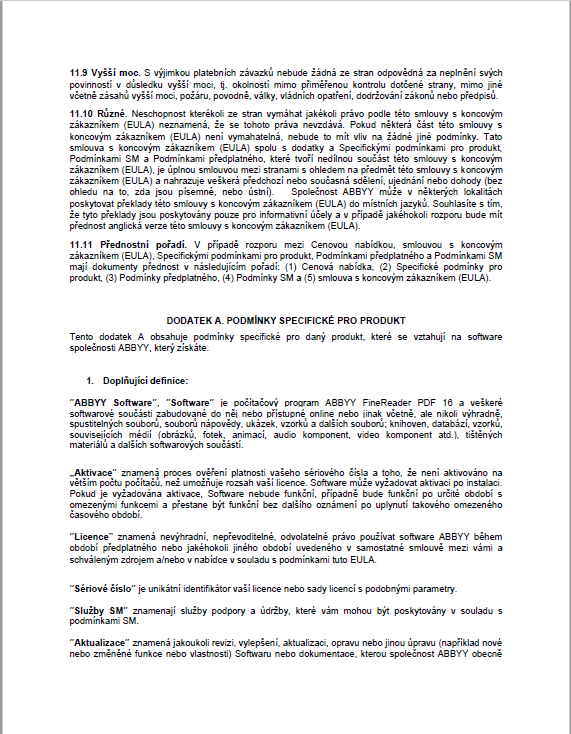 11.9 Vyšší moc. S výjimkou platebních závazků nebude žádná ze stran odpovědná za neplnění svých
povinností v důsledku vyšší moci, tj. okolností mimo přiměřenou kontrolu dotčené strany, mimo jiné
včetně zásahů vyšší moci, požáru, povodně, války, vládních opatření, dodržování zákonů nebo předpisů.
11.10 Různé. Neschopnost kterékoli ze stran vymáhat jakékoli právo podle této smlouvy s koncovým
zákazníkem (EULA) neznamená, že se tohoto práva nevzdává. Pokud některá část této smlouvy s
koncovým zákazníkem (EULA) není vymahatelná, nebude to mít vliv na žádné jiné podmínky. Tato
smlouva s koncovým zákazníkem (EULA) spolu s dodatky a Specifickými podmínkami pro produkt,
Podmínkami SM a Podmínkami předplatného, které tvoří nedílnou součást této smlouvy s koncovým
zákazníkem (EULA), je úplnou smlouvou mezi stranami s ohledem na předmět této smlouvy s koncovým
zákazníkem (EULA) a nahrazuje veškerá předchozí nebo současná sdělení, ujednání nebo dohody (bez
ohledu na to, zda jsou písemné, nebo ústní). Společnost ABBYY může v některých lokalitách
poskytovat překlady této smlouvy s koncovým zákazníkem (EULA) do místních jazyků. Souhlasíte s tím,
že tyto překlady jsou poskytovány pouze pro informativní účely a v případě jakéhokoli rozporu bude mít
přednost anglická verze této smlouvy s koncovým zákazníkem (EULA).
11.11 Přednostní pořadí. V případě rozporu mezi Cenovou nabídkou, smlouvou s koncovým
zákazníkem (EULA), Specifickými podmínkami pro produkt, Podmínkami předplatného a Podmínkami SM
mají dokumenty přednost v následujícím pořadí: (1) Cenová nabídka, (2) Specifické podmínky pro
produkt, (3) Podmínky předplatného, (4) Podmínky SM a (5) smlouva s koncovým zákazníkem (EULA).
DODATEK A. PODMÍNKY SPECIFICKÉ PRO PRODUKT
Tento dodatek A obsahuje podmínky specifické pro daný produkt, které se vztahují na software
společnosti ABBYY, který získáte.
1. Doplňující definice:
"ABBYY Software", "Software" je počítačový program ABBYY FineReader PDF 16 a veškeré
softwarové součásti zabudované do něj nebo přístupné online nebo jinak včetně, ale nikoli výhradně,
spustitelných souborů, souborů nápovědy, ukázek, vzorků a dalších souborů; knihoven, databází, vzorků,
souvisejících médií (obrázků, fotek, animací, audio komponent, video komponent atd.), tištěných
materiálů a dalších softwarových součástí.
„Aktivace" znamená proces ověření platnosti vašeho sériového čísla a toho, že není aktivováno na
větším počtu počítačů, než umožňuje rozsah vaší licence. Software může vyžadovat aktivaci po instalaci.
Pokud je vyžadována aktivace, Software nebude funkční, případně bude funkční po určité období s
omezenými funkcemi a přestane být funkční bez dalšího oznámení po uplynutí takového omezeného
časového období.
"Licence" znamená nevýhradní, nepřevoditelné, odvolatelné právo používat software ABBYY během
období předplatného nebo jakéhokoli jiného období uvedeného v samostatné smlouvě mezi vámi a
schváleným zdrojem a/nebo v nabídce v souladu s podmínkami tuto EULA.
"Sériové číslo" je unikátní identifikátor vaší licence nebo sady licencí s podobnými parametry.
"Služby SM" znamenají služby podpory a údržby, které vám mohou být poskytovány v souladu s
podmínkami SM.
"Aktualizace" znamená jakoukoli revizi, vylepšení, aktualizaci, opravu nebo jinou úpravu (například nové
nebo změněné funkce nebo vlastnosti) Softwaru nebo dokumentace, kterou společnost ABBYY obecně